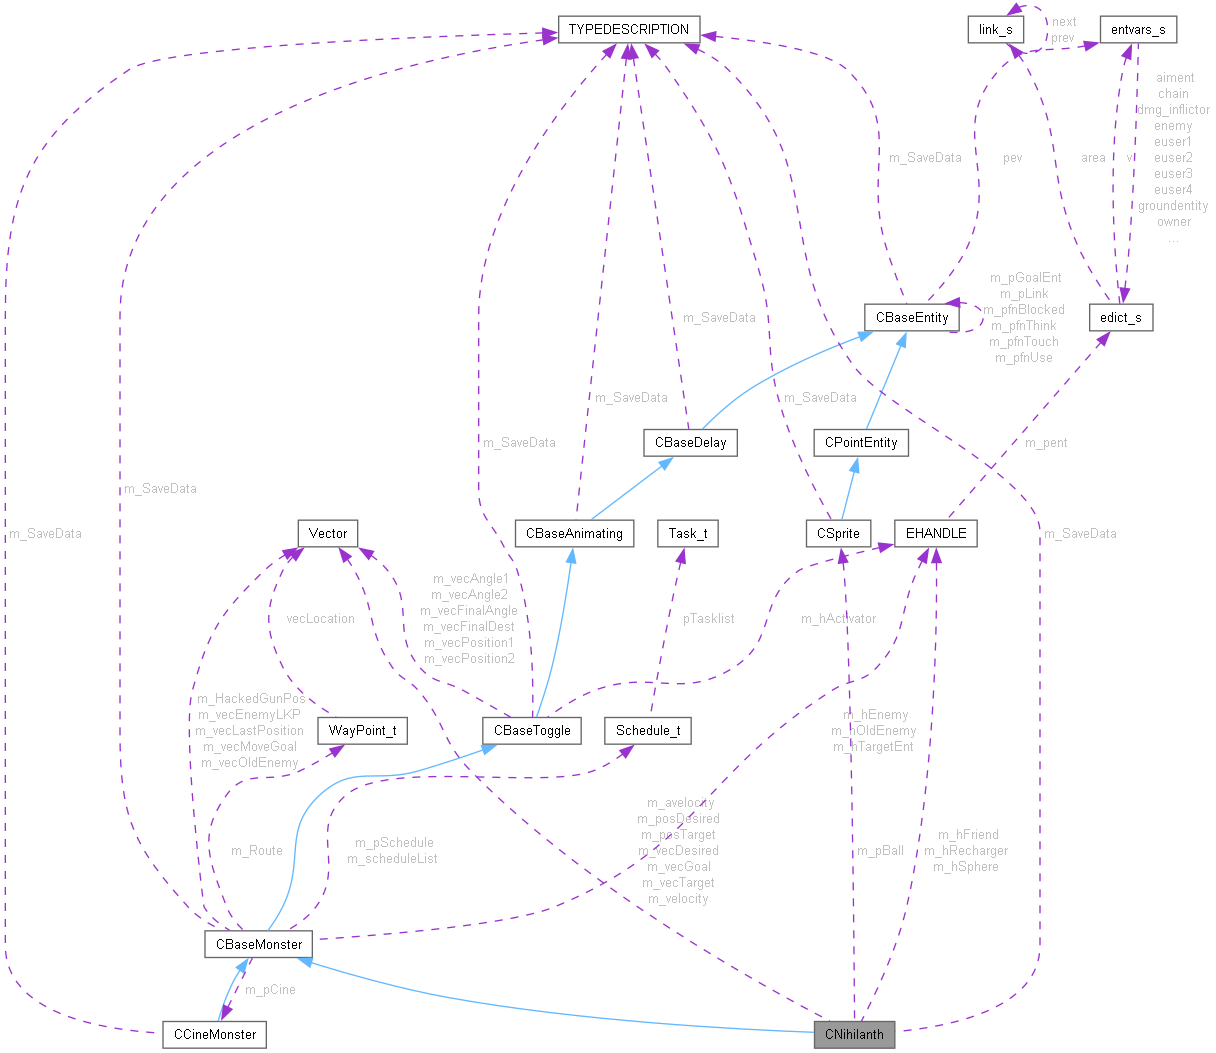 TYPEDESCRIPTION
link_s
next
prev
entvars_s
aiment
chain
dmg_inflictor
enemy
euser1
euser2
euser3
euser4
groundentity
owner
...
m_SaveData
pev
area
v
m_pGoalEnt
m_pLink
m_pfnBlocked
m_pfnThink
m_pfnTouch
m_pfnUse
CBaseEntity
edict_s
m_SaveData
m_SaveData
m_SaveData
m_SaveData
CBaseDelay
CPointEntity
m_pent
m_SaveData
m_SaveData
CBaseAnimating
Task_t
CSprite
EHANDLE
Vector
m_SaveData
m_SaveData
m_vecAngle1
m_vecAngle2
m_vecFinalAngle
m_vecFinalDest
m_vecPosition1
m_vecPosition2
vecLocation
pTasklist
m_hActivator
m_HackedGunPos
m_vecEnemyLKP
m_vecLastPosition
m_vecMoveGoal
m_vecOldEnemy
WayPoint_t
CBaseToggle
Schedule_t
m_hEnemy
m_hOldEnemy
m_hTargetEnt
m_Route
m_pSchedule
m_scheduleList
m_avelocity
m_posDesired
m_posTarget
m_vecDesired
m_vecGoal
m_vecTarget
m_velocity
m_pBall
m_hFriend
m_hRecharger
m_hSphere
CBaseMonster
m_pCine
CCineMonster
CNihilanth